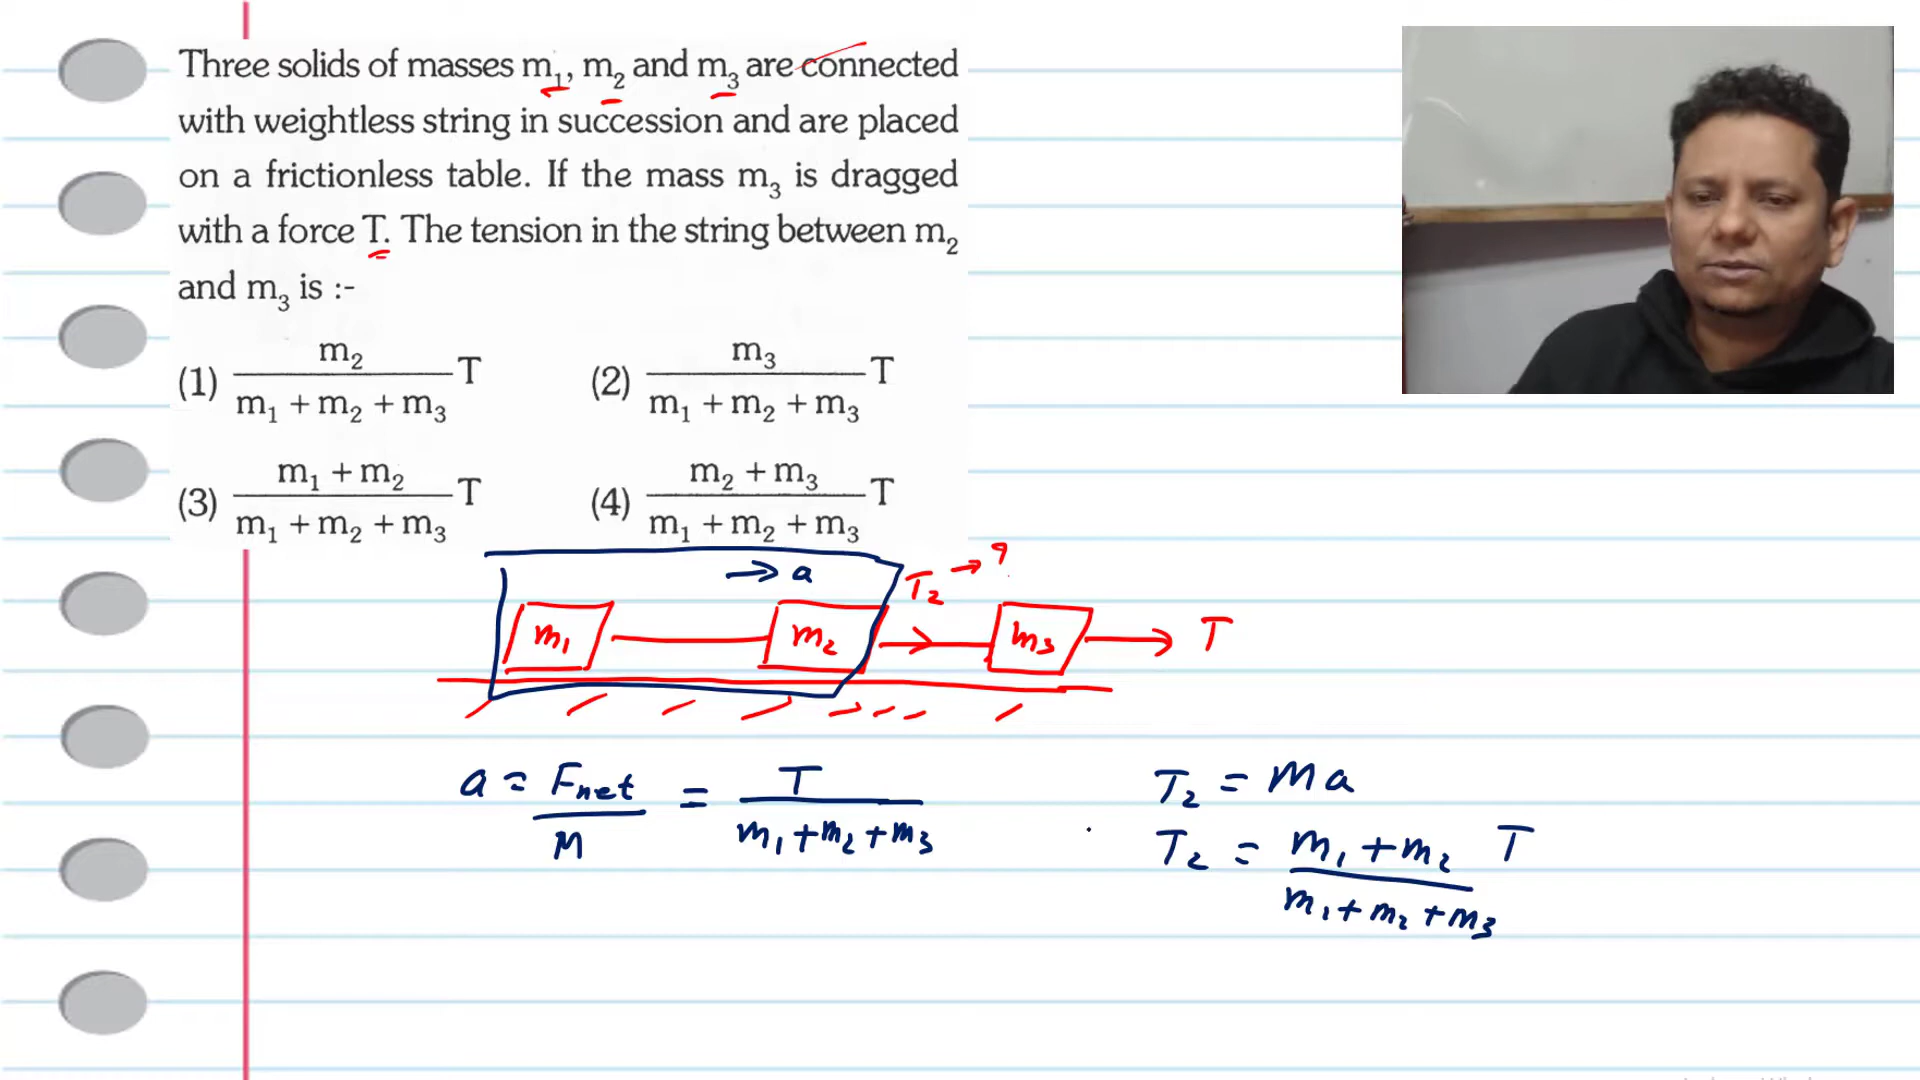 Three solids of masses m₁, m₂ and m₃ are connected
with weightless string in succession and are placed
on a frictionless table. If the mass m₃ is dragged
with a force T. The tension in the string between m₂
and m₃ is :-
(1) m₂ / (m₁ + m₂ + m₃) T (2) m₃ / (m₁ + m₂ + m₃) T
(3) (m₁ + m₂) / (m₁ + m₂ + m₃) T (4) (m₂ + m₃) / (m₁ + m₂ + m₃) T
→ a T₂ →
m₁ m₂ m₃ → T
a = Fnet / M = T / (m₁ + m₂ + m₃)
T₂ = Ma
T₂ = (m₁ + m₂) / (m₁ + m₂ + m₃) T